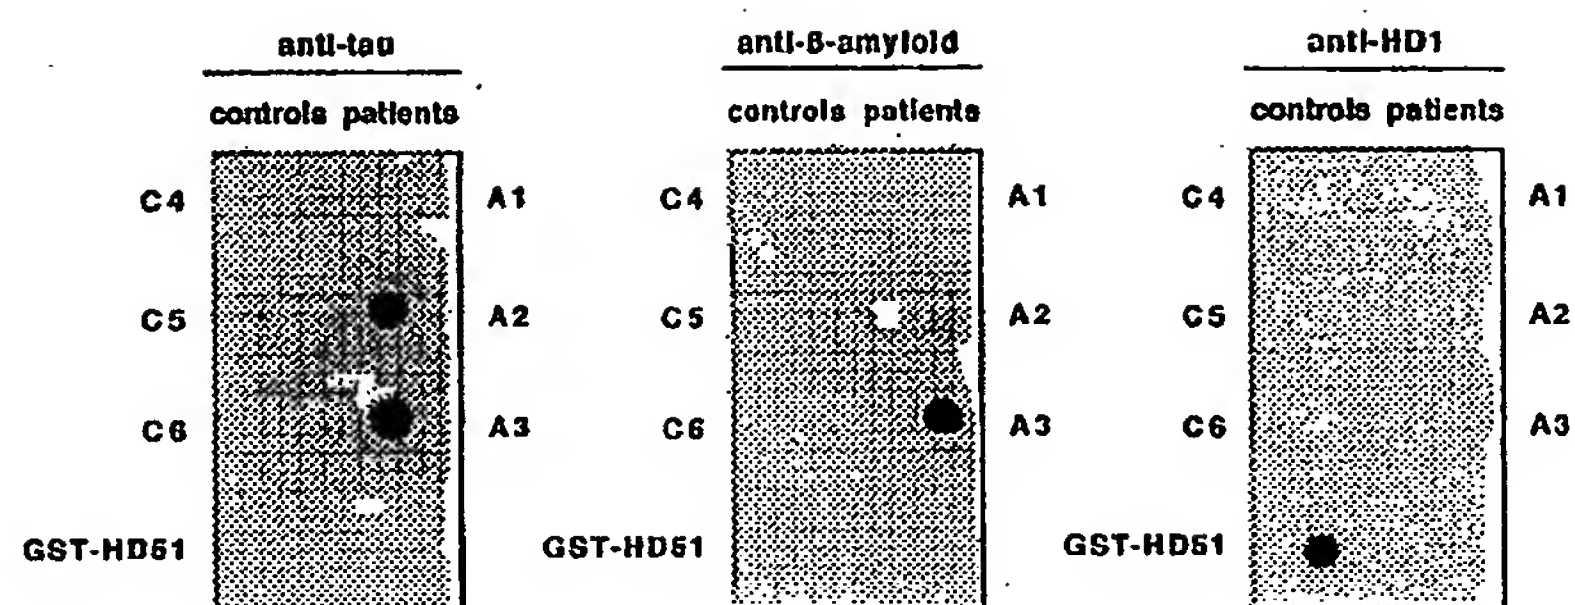 anti-tau anti-β-amyloid anti-HD1
controls patients controls patients controls patients
C4 A1 C4 A1 C4 A1
C5 A2 C5 A2 C5 A2
C6 A3 C6 A3 C6 A3
GST-HD51 GST-HD51 GST-HD51